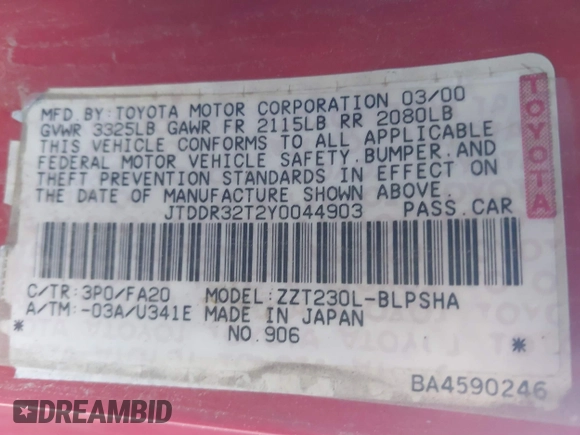 MFD.BY:TOYOTA MOTOR CORPORATION 03/00
GVWR 3325LB GAWR FR 2115LB RR 2080LB
THIS VEHICLE CONFORMS TO ALL APPLICABLE
FEDERAL MOTOR VEHICLE SAFETY,BUMPER,AND
THEFT PREVENTION STANDARDS IN EFFECT ON
THE DATE OF MANUFACTURE SHOWN ABOVE.
JTDDR32T2Y0044903 PASS.CAR
TOYOTA
C/TR:3P0/FA20 MODEL:ZZT230L-BLPSHA
A/TM:-03A/U341E MADE IN JAPAN
* NO.906 *
BA4590246
DREAMBID